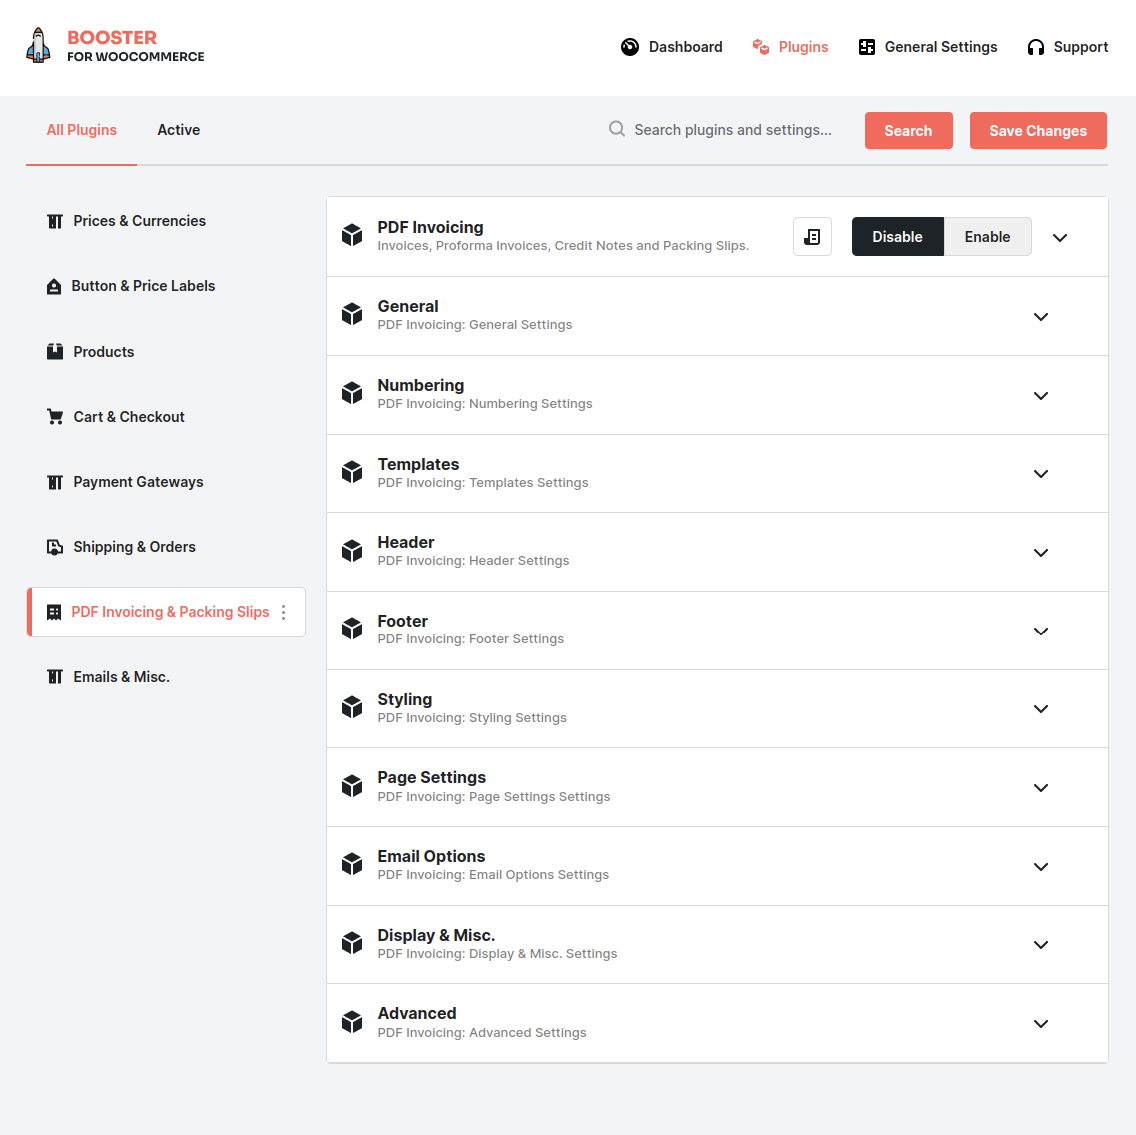 BOOSTER
FOR WOOCOMMERCE
Dashboard
Plugins
General Settings
Support
All Plugins
Active
Search plugins and settings...
Search
Save Changes
Prices & Currencies
Button & Price Labels
Products
Cart & Checkout
Payment Gateways
Shipping & Orders
PDF Invoicing & Packing Slips
Emails & Misc.
PDF Invoicing
Invoices, Proforma Invoices, Credit Notes and Packing Slips.
Disable
Enable
General
PDF Invoicing: General Settings
Numbering
PDF Invoicing: Numbering Settings
Templates
PDF Invoicing: Templates Settings
Header
PDF Invoicing: Header Settings
Footer
PDF Invoicing: Footer Settings
Styling
PDF Invoicing: Styling Settings
Page Settings
PDF Invoicing: Page Settings Settings
Email Options
PDF Invoicing: Email Options Settings
Display & Misc.
PDF Invoicing: Display & Misc. Settings
Advanced
PDF Invoicing: Advanced Settings